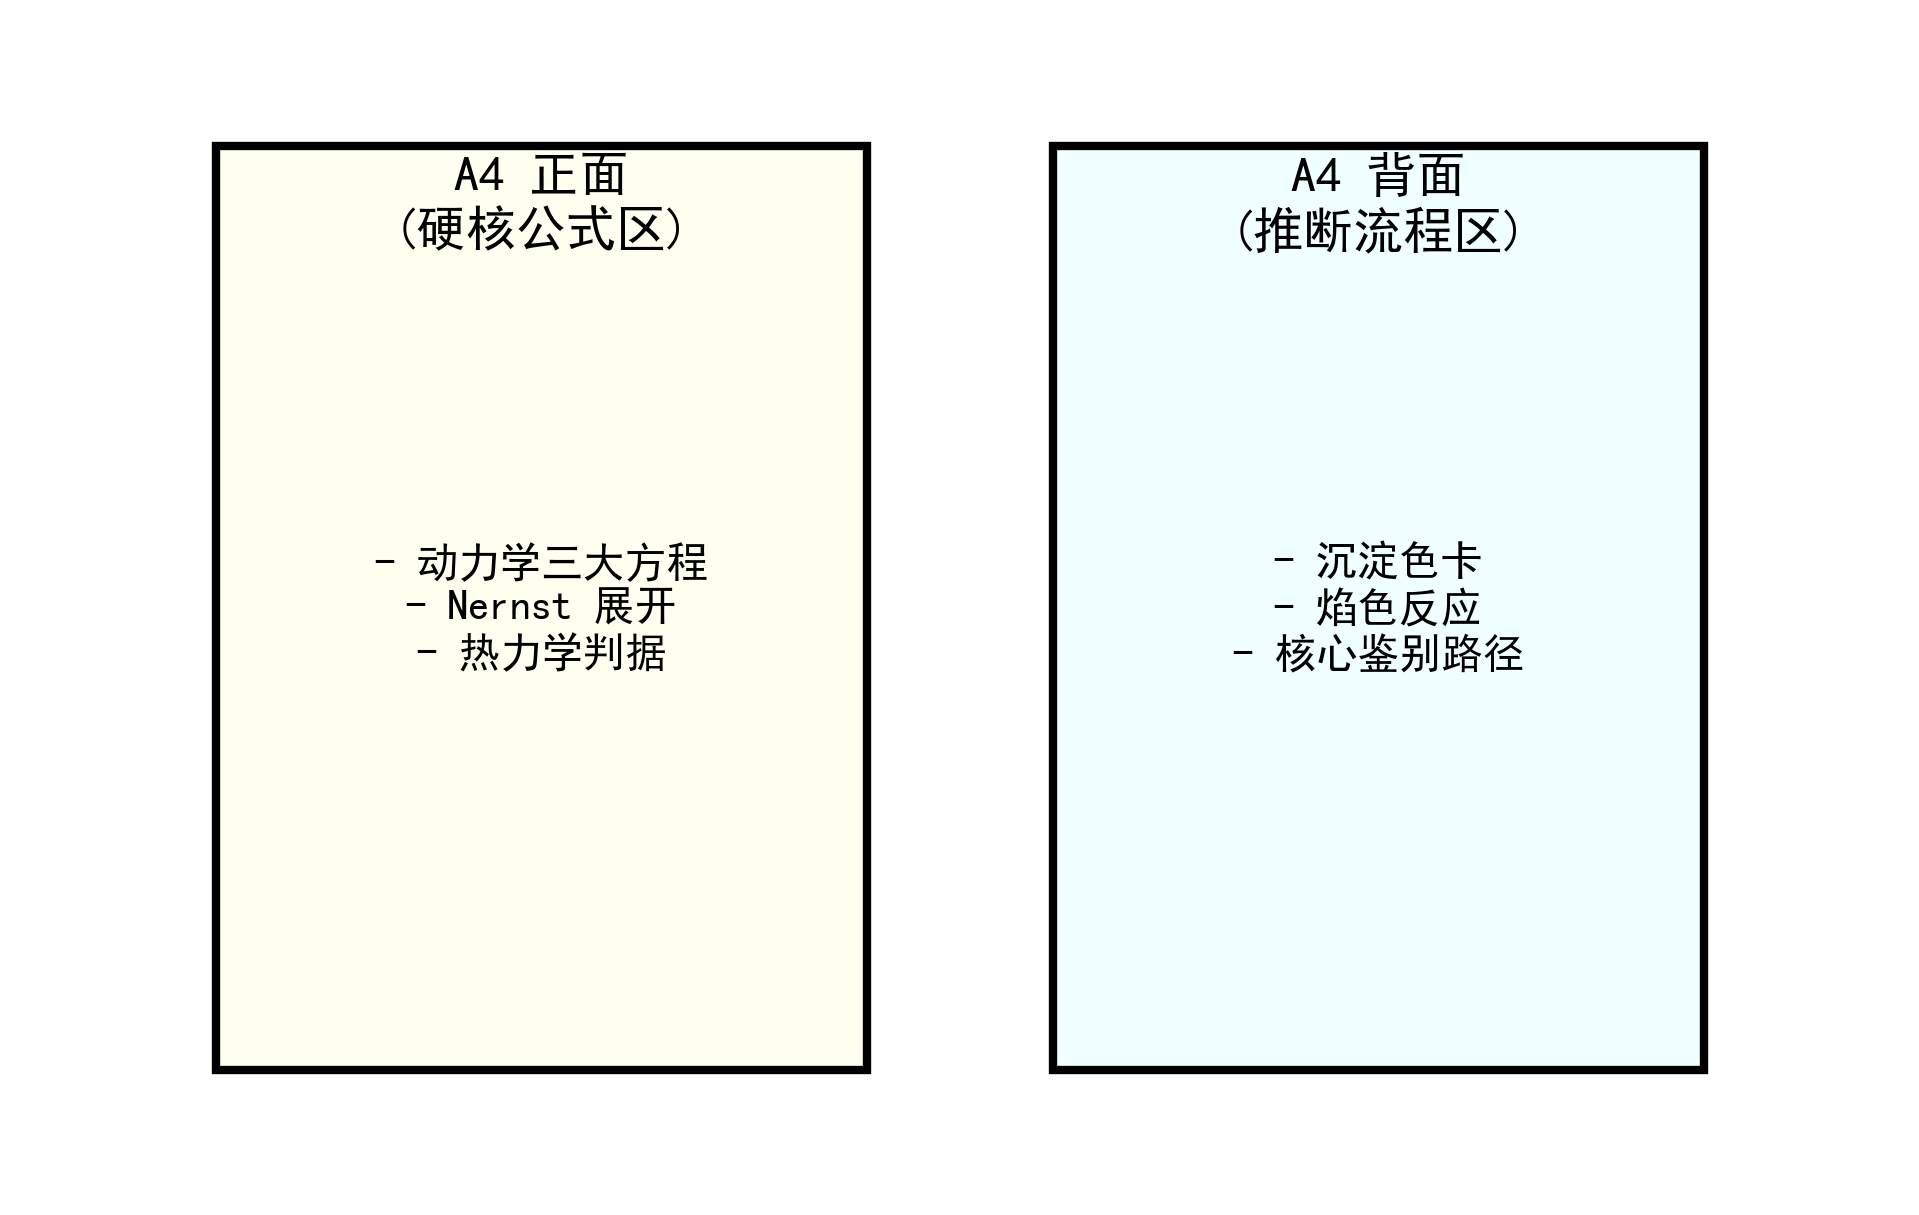 A4 正面
(硬核公式区)
- 动力学三大方程
- Nernst 展开
- 热力学判据
A4 背面
(推断流程区)
- 沉淀色卡
- 焰色反应
- 核心鉴别路径